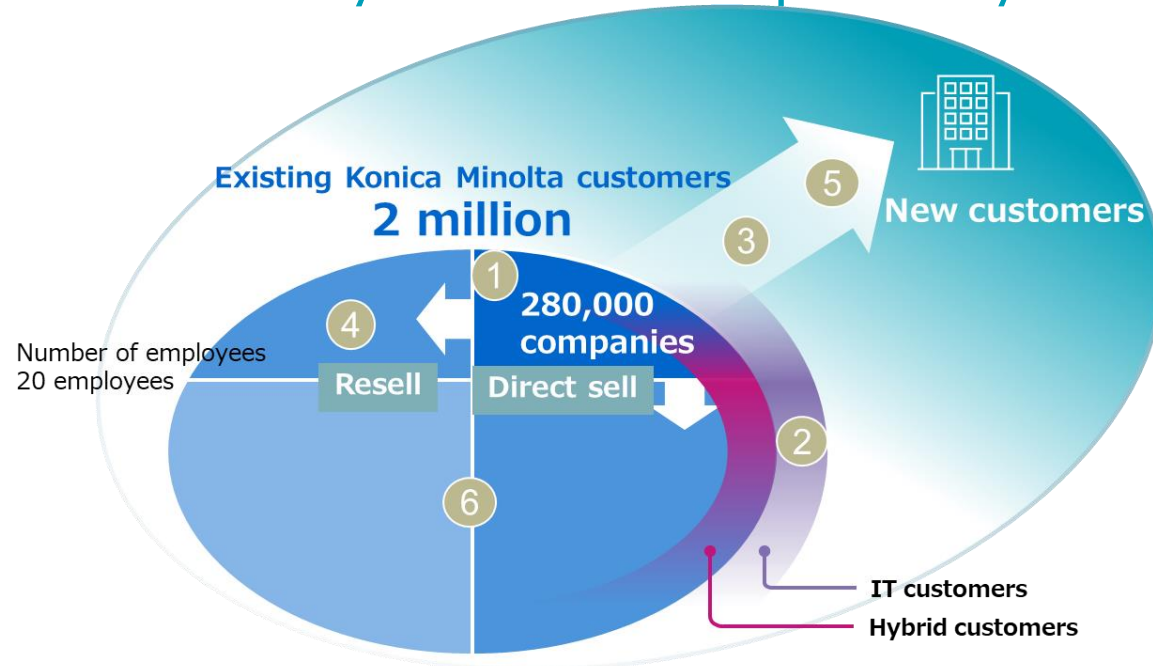 Existing Konica Minolta customers
2 million
5
New customers
3
1
280,000
companies
4
Number of employees
20 employees
Resell
Direct sell
2
6
IT customers
Hybrid customers